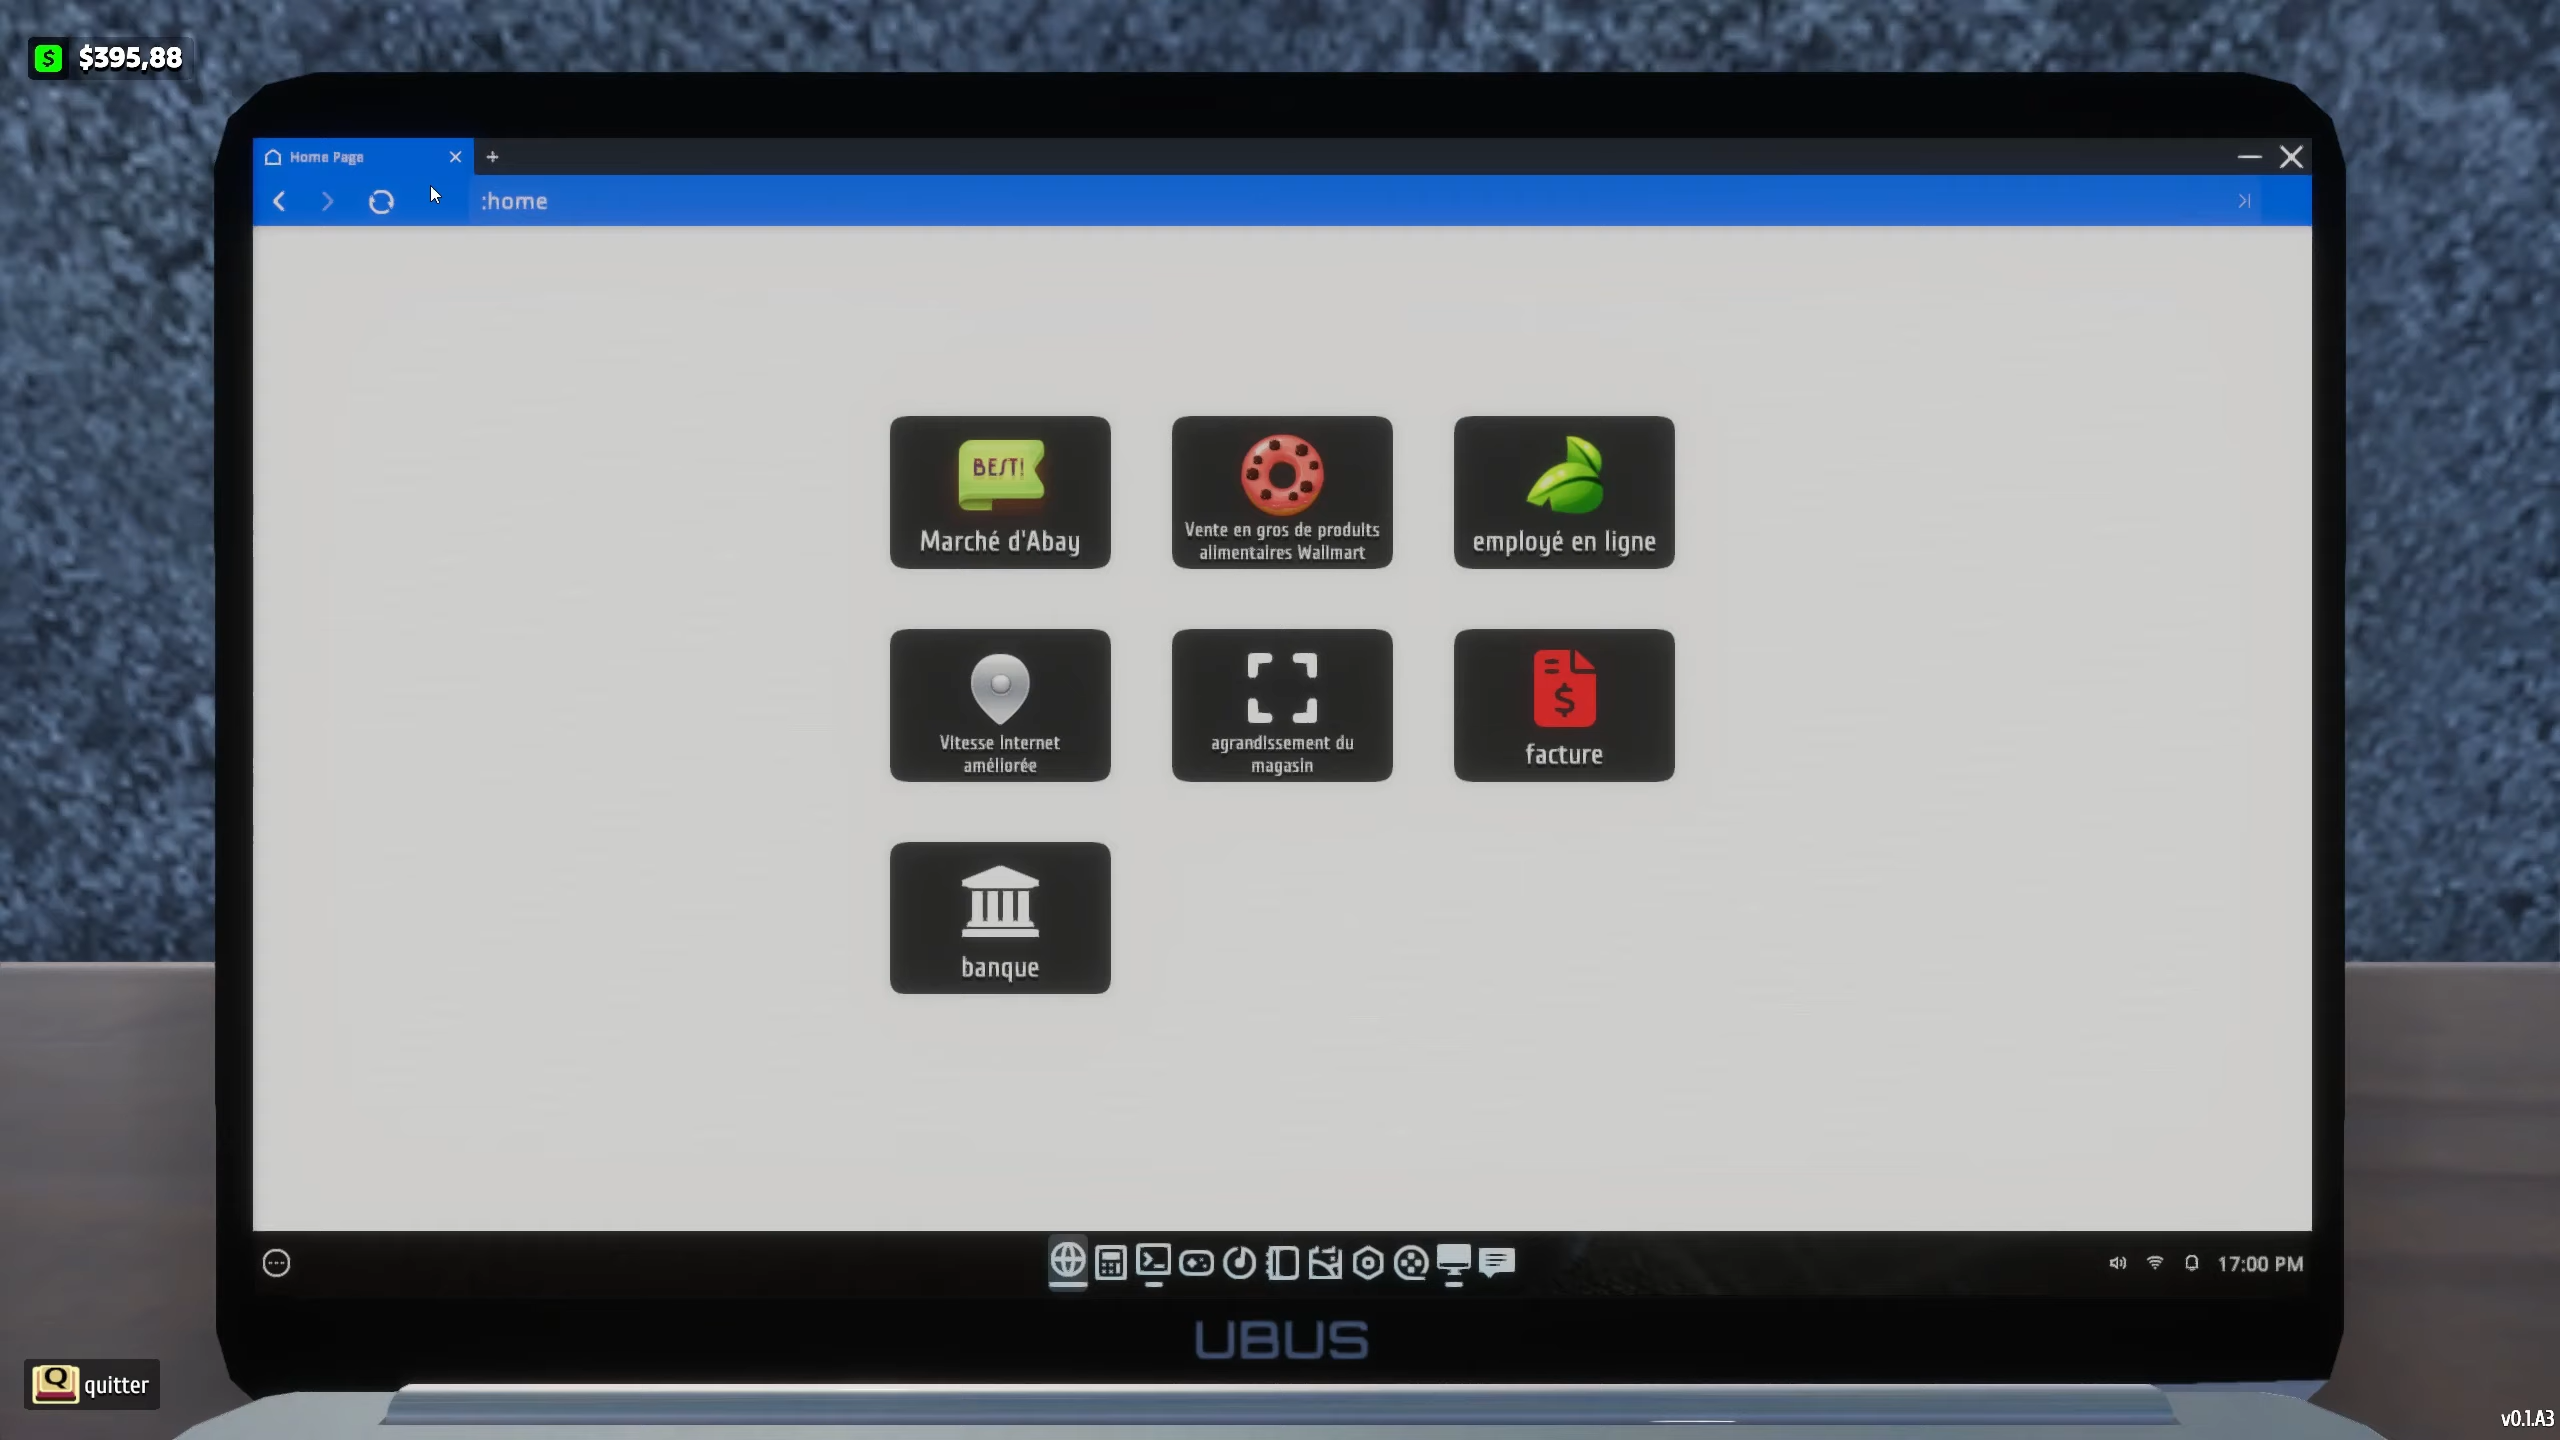 $395,88
Home Page
:home
BEST!
Marché d'Abay
Vente en gros de produits
alimentaires Wallmart
employé en ligne
Vitesse Internet
améliorée
agrandissement du
magasin
$
facture
banque
17:00 PM
UBUS
Q quitter
v0.1.A3